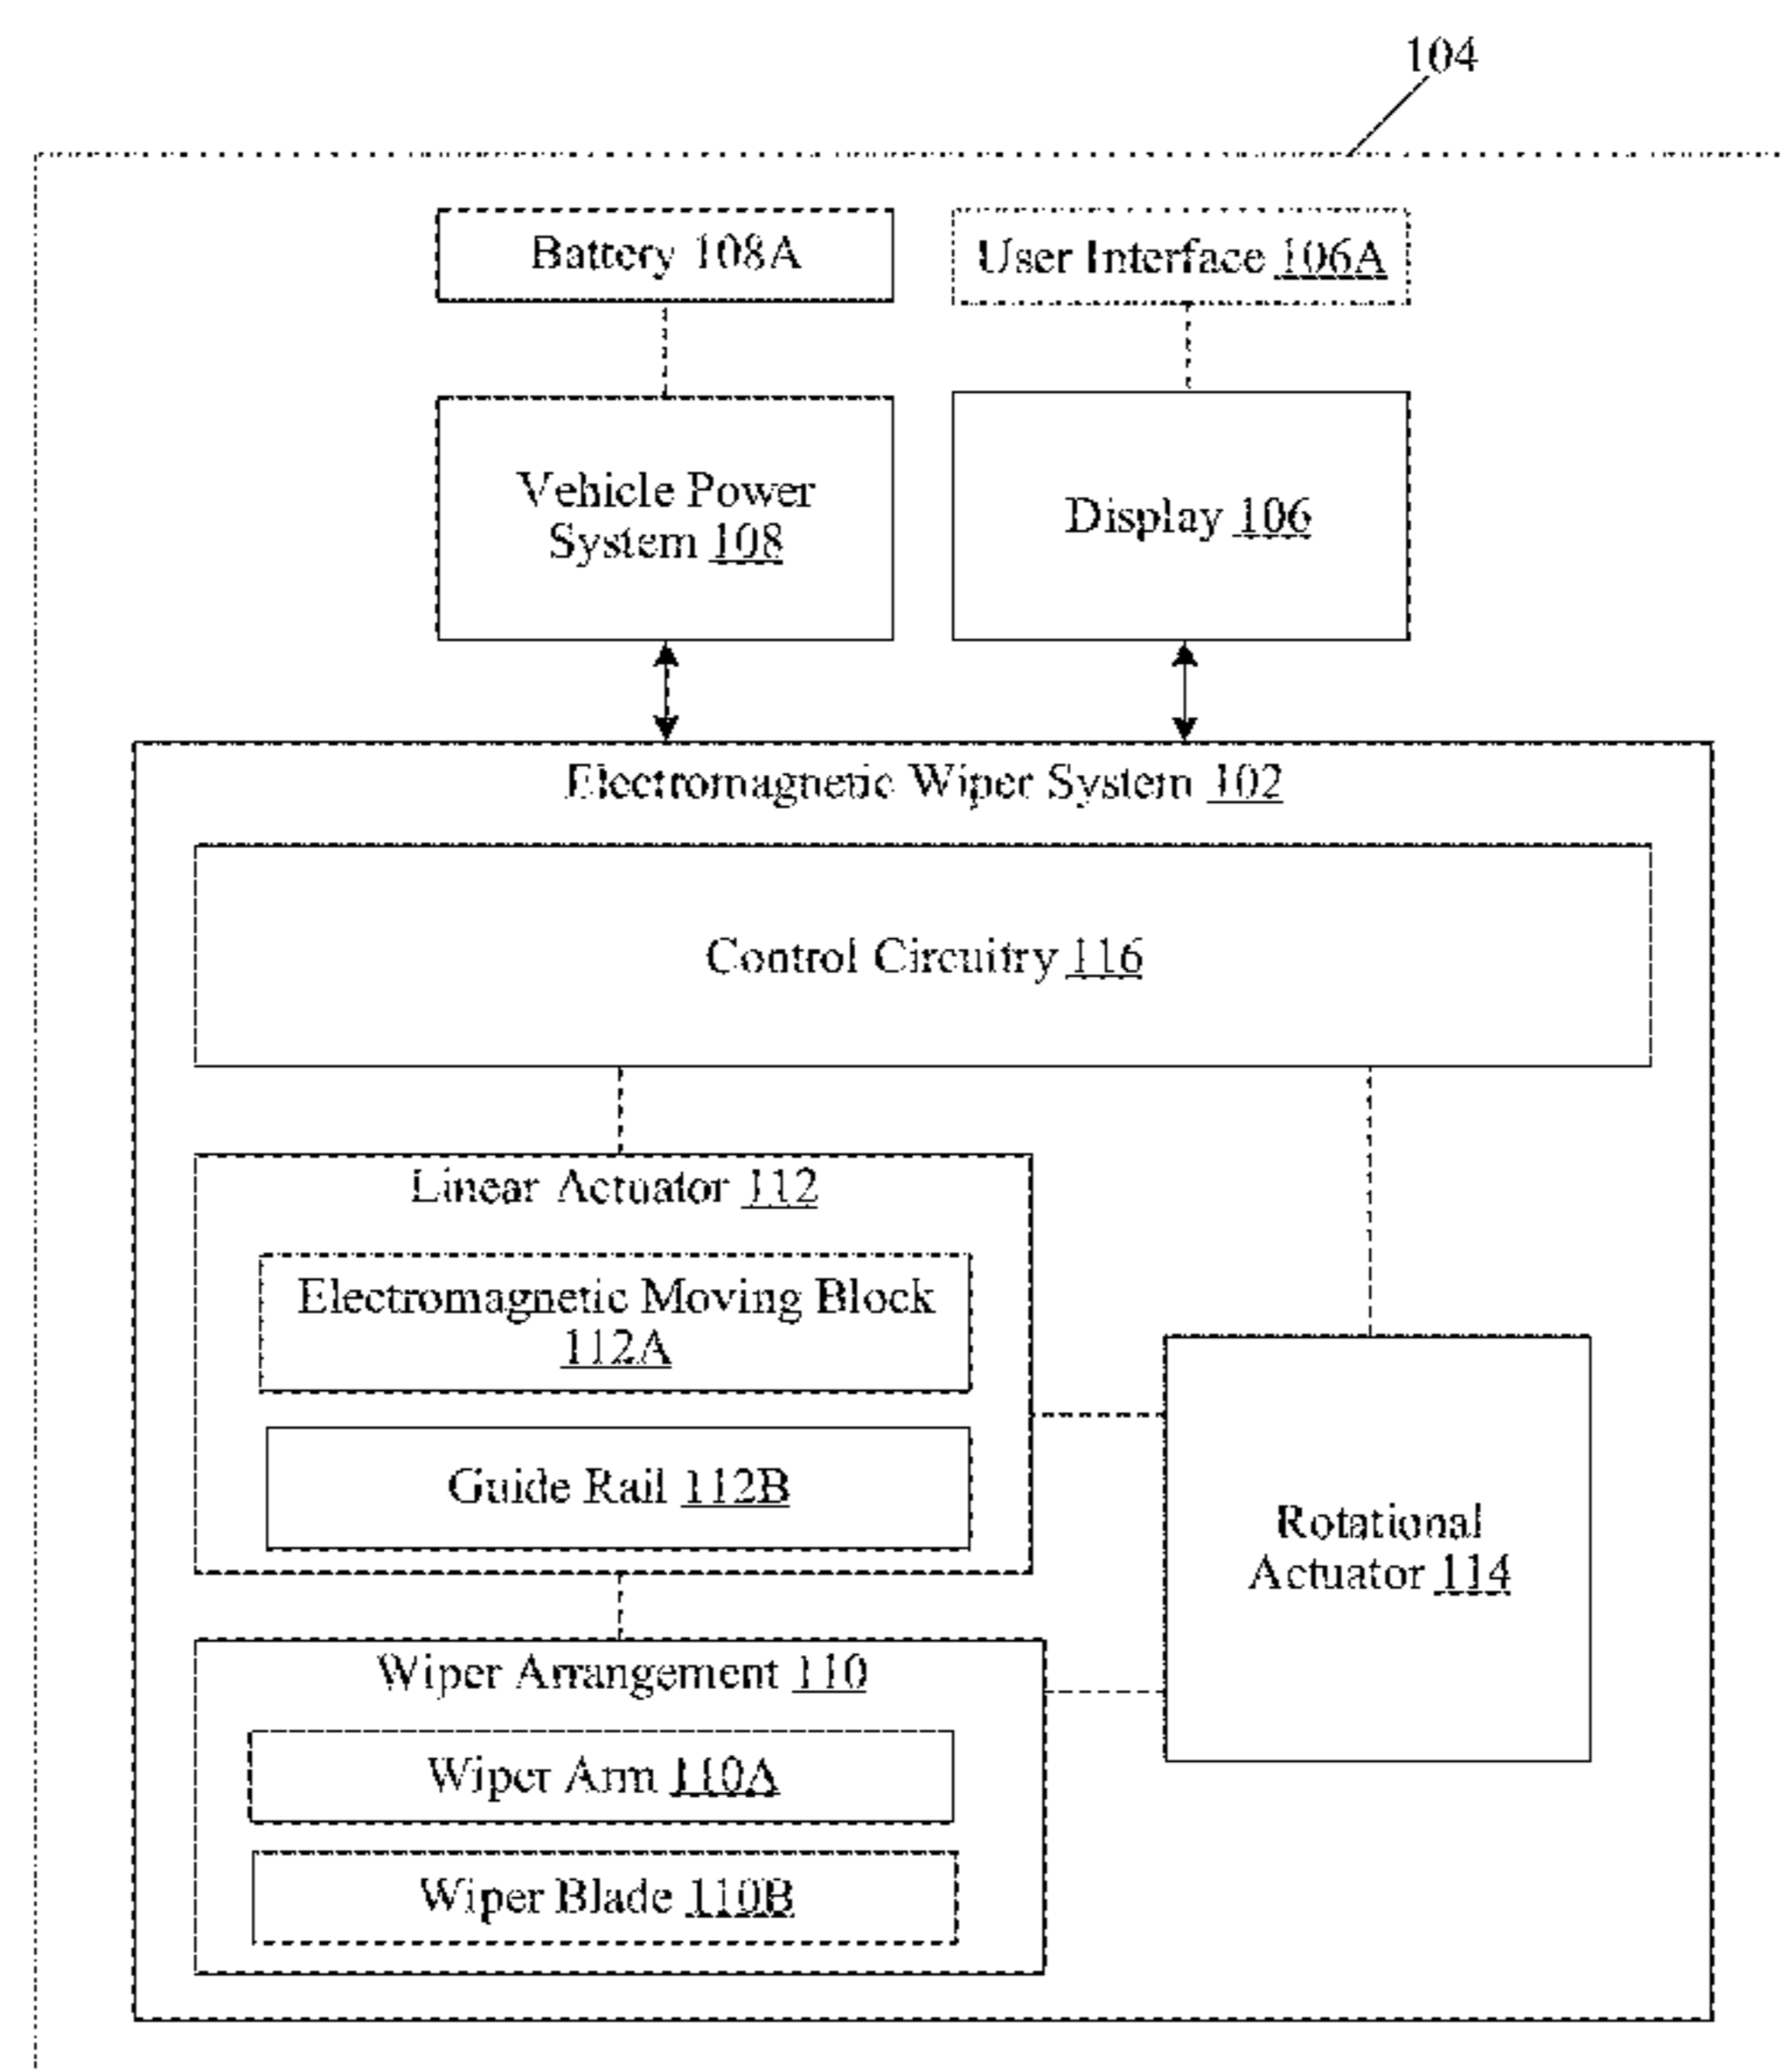 104
Battery 108A
User Interface 106A
Vehicle Power
System 108
Display 106
Electromagnetic Wiper System 102
Control Circuitry 116
Linear Actuator 112
Electromagnetic Moving Block
112A
Guide Rail 112B
Rotational
Actuator 114
Wiper Arrangement 110
Wiper Arm 110A
Wiper Blade 110B